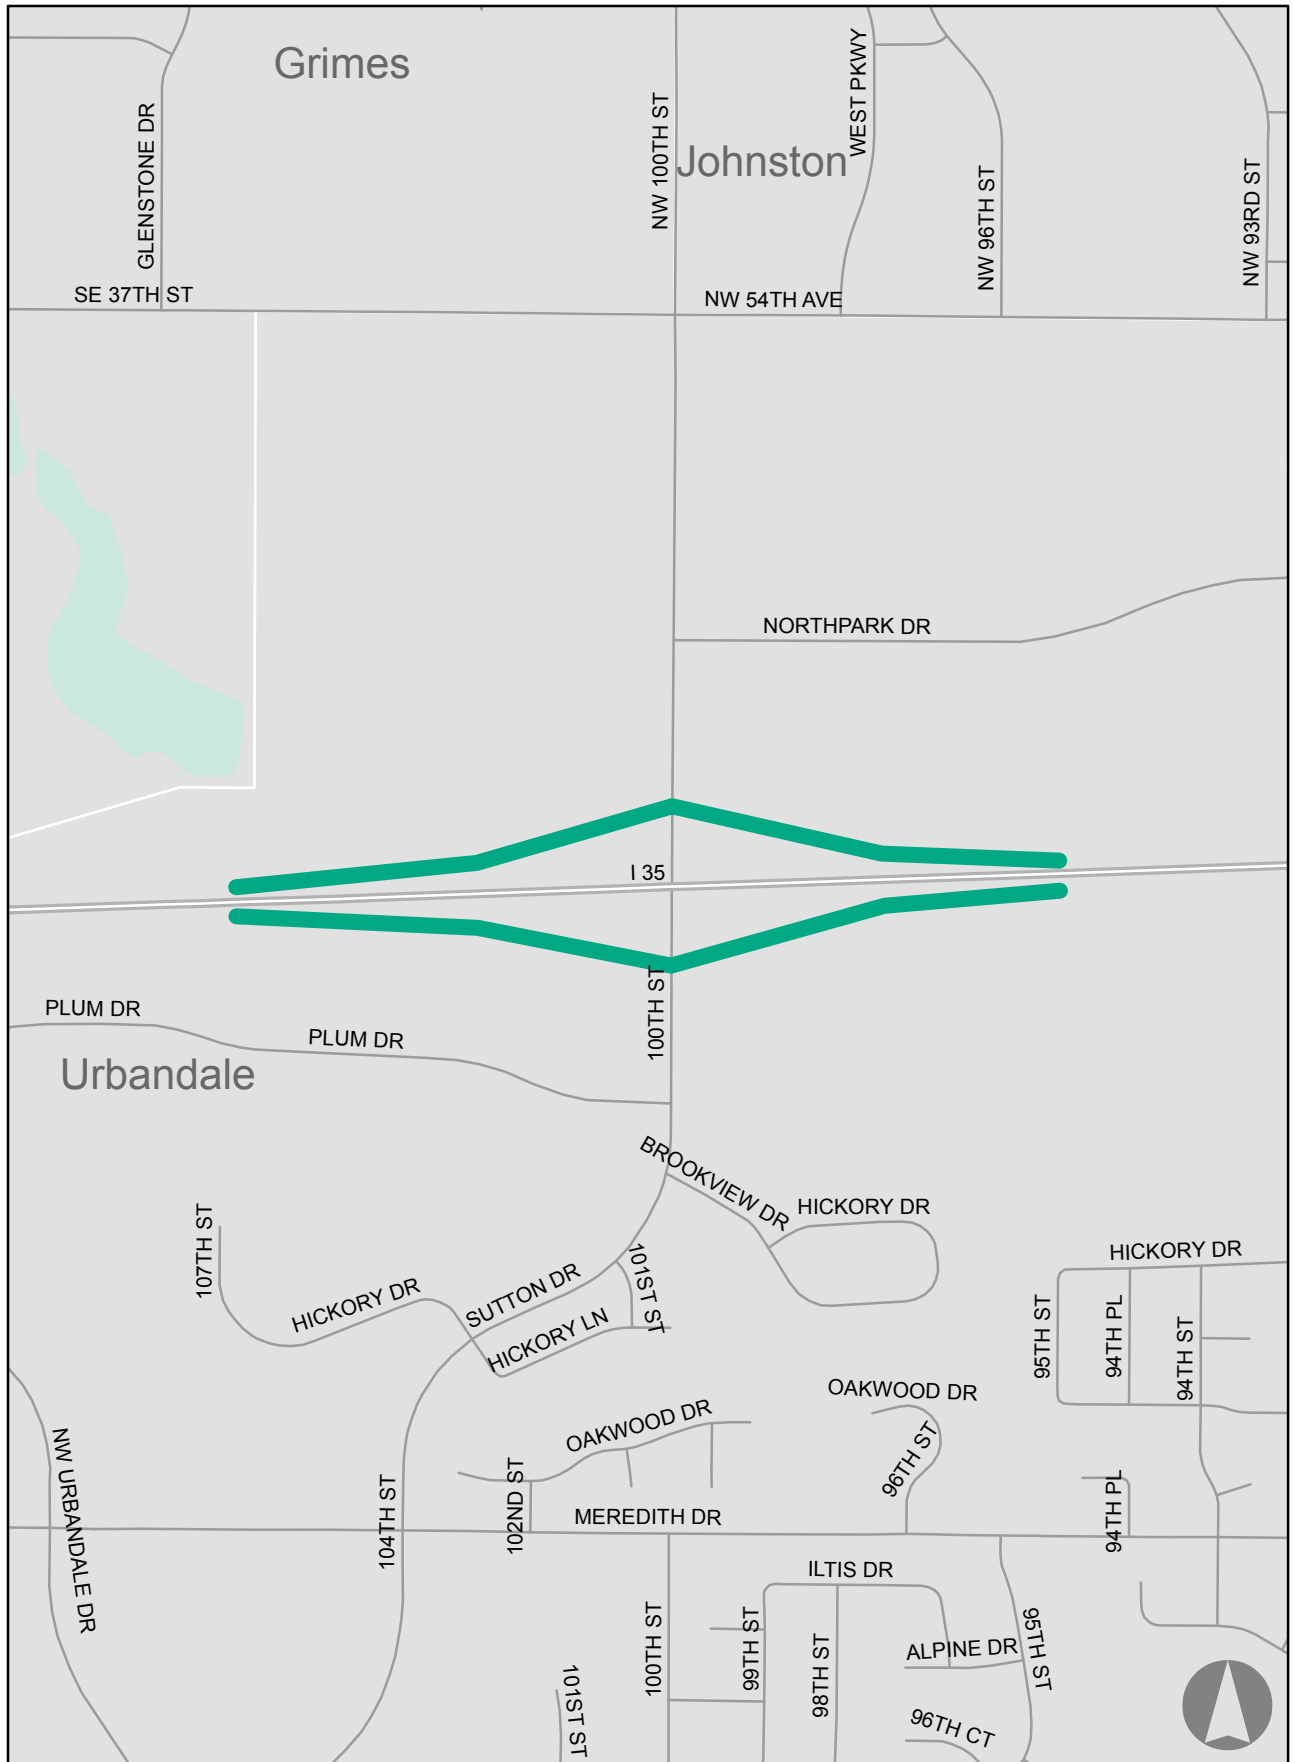 Grimes
GLENSTONE DR
NW 100TH ST
WEST PKWY
Johnston
NW 96TH ST
NW 93RD ST
SE 37TH ST
NW 54TH AVE
NORTHPARK DR
I 35
100TH ST
PLUM DR
PLUM DR
Urbandale
BROOKVIEW DR
HICKORY DR
107TH ST
HICKORY DR
SUTTON DR
101ST ST
HICKORY LN
HICKORY DR
95TH ST
94TH PL
94TH ST
OAKWOOD DR
OAKWOOD DR
96TH ST
NW URBANDALE DR
104TH ST
102ND ST
MEREDITH DR
94TH PL
ILTIS DR
100TH ST
99TH ST
98TH ST
ALPINE DR
95TH ST
101ST ST
96TH CT